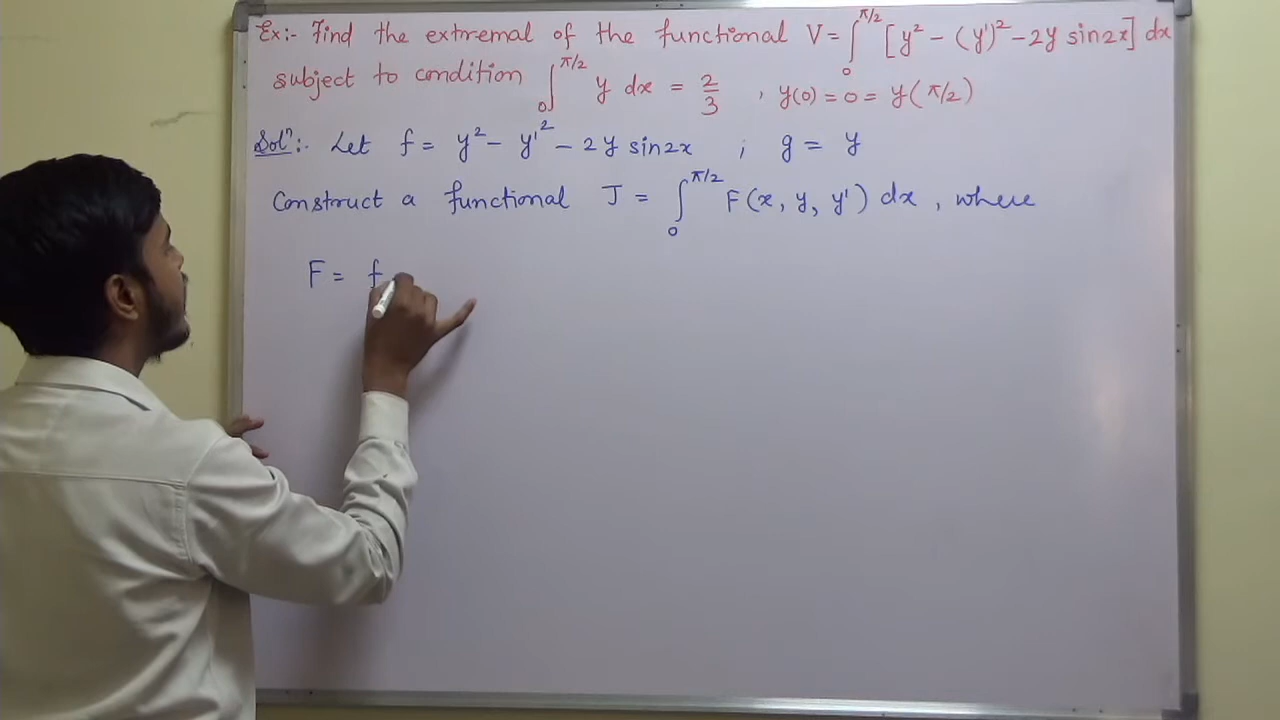 Ex:- Find the extremal of the functional V = ∫₀^{π/2} [y² - (y')² - 2y sin2x] dx
subject to condition ∫₀^{π/2} y dx = 2/3 , y(0) = 0 = y(π/2)
Solⁿ:- Let f = y² - y'² - 2y sin2x ; g = y
Construct a functional J = ∫₀^{π/2} F(x, y, y') dx , where
F = f